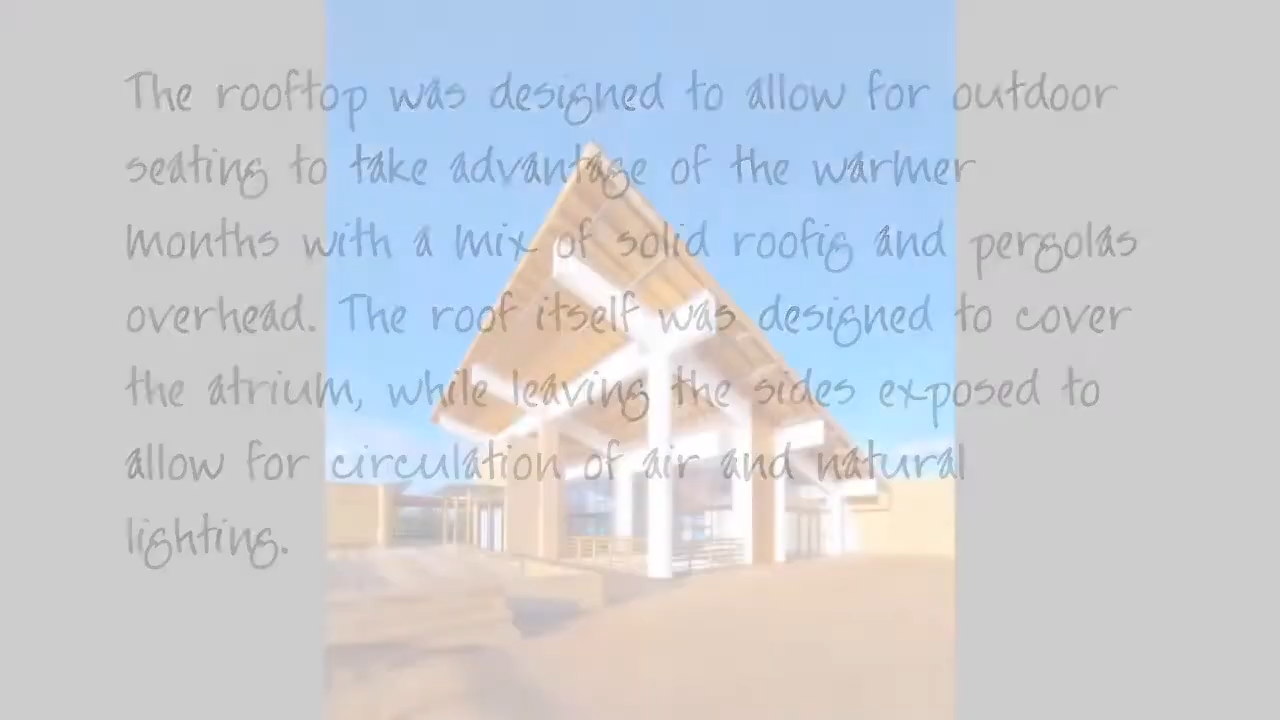 The rooftop was designed to allow for outdoor
seating to take advantage of the warmer
months with a mix of solid roofig and pergolas
overhead. The roof itself was designed to cover
the atrium, while leaving the sides exposed to
allow for circulation of air and natural
lighting.